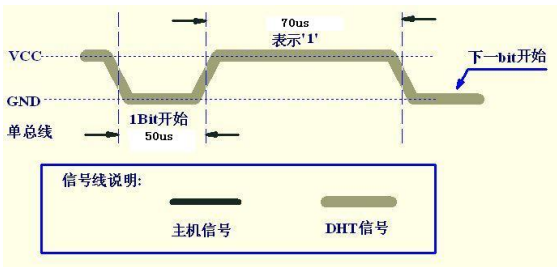 70us
表示'1'
VCC
下一bit开始
GND
1Bit开始
单总线
50us
信号线说明:
主机信号
DHT信号